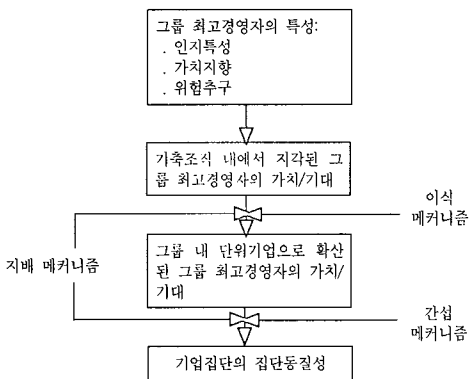 그룹 최고경영자의 특성:
. 인지특성
. 가치지향
. 위험추구
가축조직 내에서 지각된 그
룹 최고경영자의 가치/기대
이식
메커니즘
지배 메커니즘
그룹 내 단위기업으로 확산
된 그룹 최고경영자의 가치/
기대
간섭
메커니즘
기업집단의 집단동질성